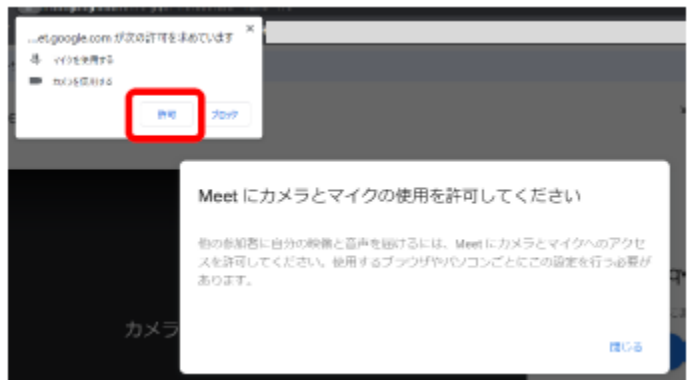 ...et.google.com が次の許可を求めています
×
マイクを使用する
カメラを使用する
許可
ブロック
Meet にカメラとマイクの使用を許可してください
他の参加者に自分の映像と音声を届けるには、Meet にカメラとマイクへのアクセ
スを許可してください。使用するブラウザやパソコンごとにこの設定を行う必要が
あります。
カメラ
閉じる